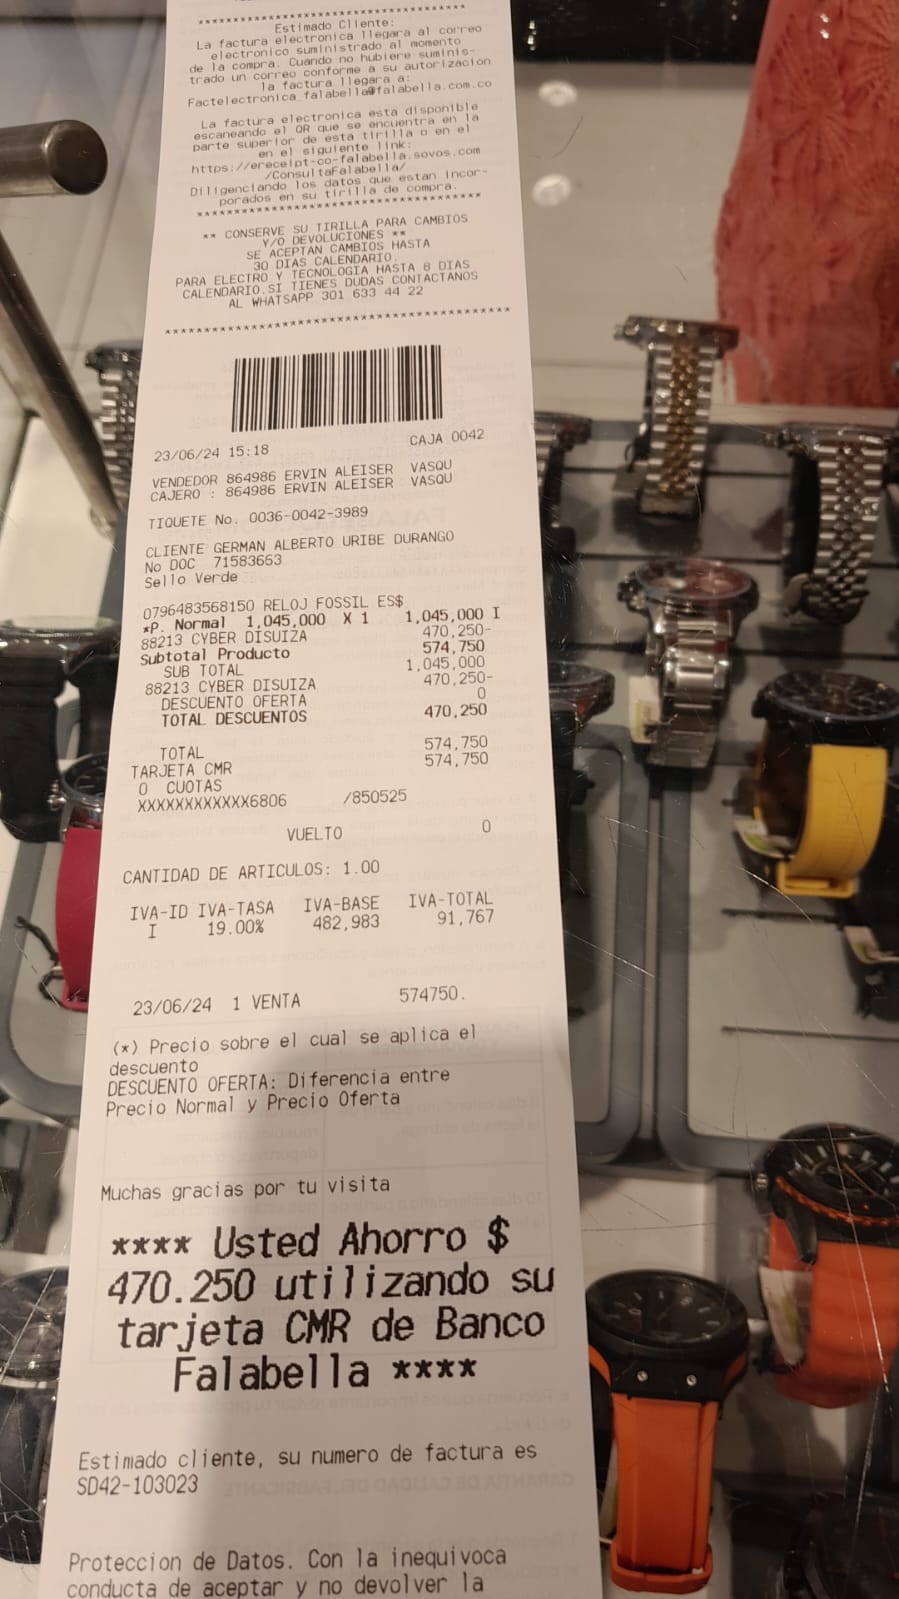 ****************************************
Estimado Cliente:
La factura electronica llegara al correo
electronico suministrado al momento
de la compra. Cuando no hubiere suminis-
trado un correo conforme a su autorizacion
la factura llegara a:
Factelectronica_falabella@falabella.com.co
La factura electronica esta disponible
escaneando el QR que se encuentra en la
parte superior de esta tirilla o en el
en el siguiente link:
https://ereceipt-co-falabella.sovos.com
/ConsultaFalabella/
Diligenciando los datos que estan incor-
porados en su tirilla de compra.
****************************************
** CONSERVE SU TIRILLA PARA CAMBIOS
Y/O DEVOLUCIONES **
SE ACEPTAN CAMBIOS HASTA
30 DIAS CALENDARIO.
PARA ELECTRO Y TECNOLOGIA HASTA 8 DIAS
CALENDARIO.SI TIENES DUDAS CONTACTANOS
AL WHATSAPP 301 633 44 22
****************************************
23/06/24 15:18 CAJA 0042
VENDEDOR 864986 ERVIN ALEISER VASQU
CAJERO : 864986 ERVIN ALEISER VASQU
TIQUETE No. 0036-0042-3989
CLIENTE GERMAN ALBERTO URIBE DURANGO
No DOC 71583663
Sello Verde
0796483568150 RELOJ FOSSIL ES$
*P. Normal 1,045,000 X 1 1,045,000 I
88213 CYBER DISUIZA 470,250-
Subtotal Producto 574,750
SUB TOTAL 1,045,000
88213 CYBER DISUIZA 470,250-
DESCUENTO OFERTA 0
TOTAL DESCUENTOS 470,250
TOTAL 574,750
TARJETA CMR 574,750
0 CUOTAS
XXXXXXXXXXXX6806 /850525
VUELTO 0
CANTIDAD DE ARTICULOS: 1.00
IVA-ID IVA-TASA IVA-BASE IVA-TOTAL
I 19.00% 482,983 91,767
23/06/24 1 VENTA 574750.
(*) Precio sobre el cual se aplica el
descuento
DESCUENTO OFERTA: Diferencia entre
Precio Normal y Precio Oferta
Muchas gracias por tu visita
**** Usted Ahorro $
470.250 utilizando su
tarjeta CMR de Banco
Falabella ****
Estimado cliente, su numero de factura es
SD42-103023
Proteccion de Datos. Con la inequivoca
conducta de aceptar y no devolver la